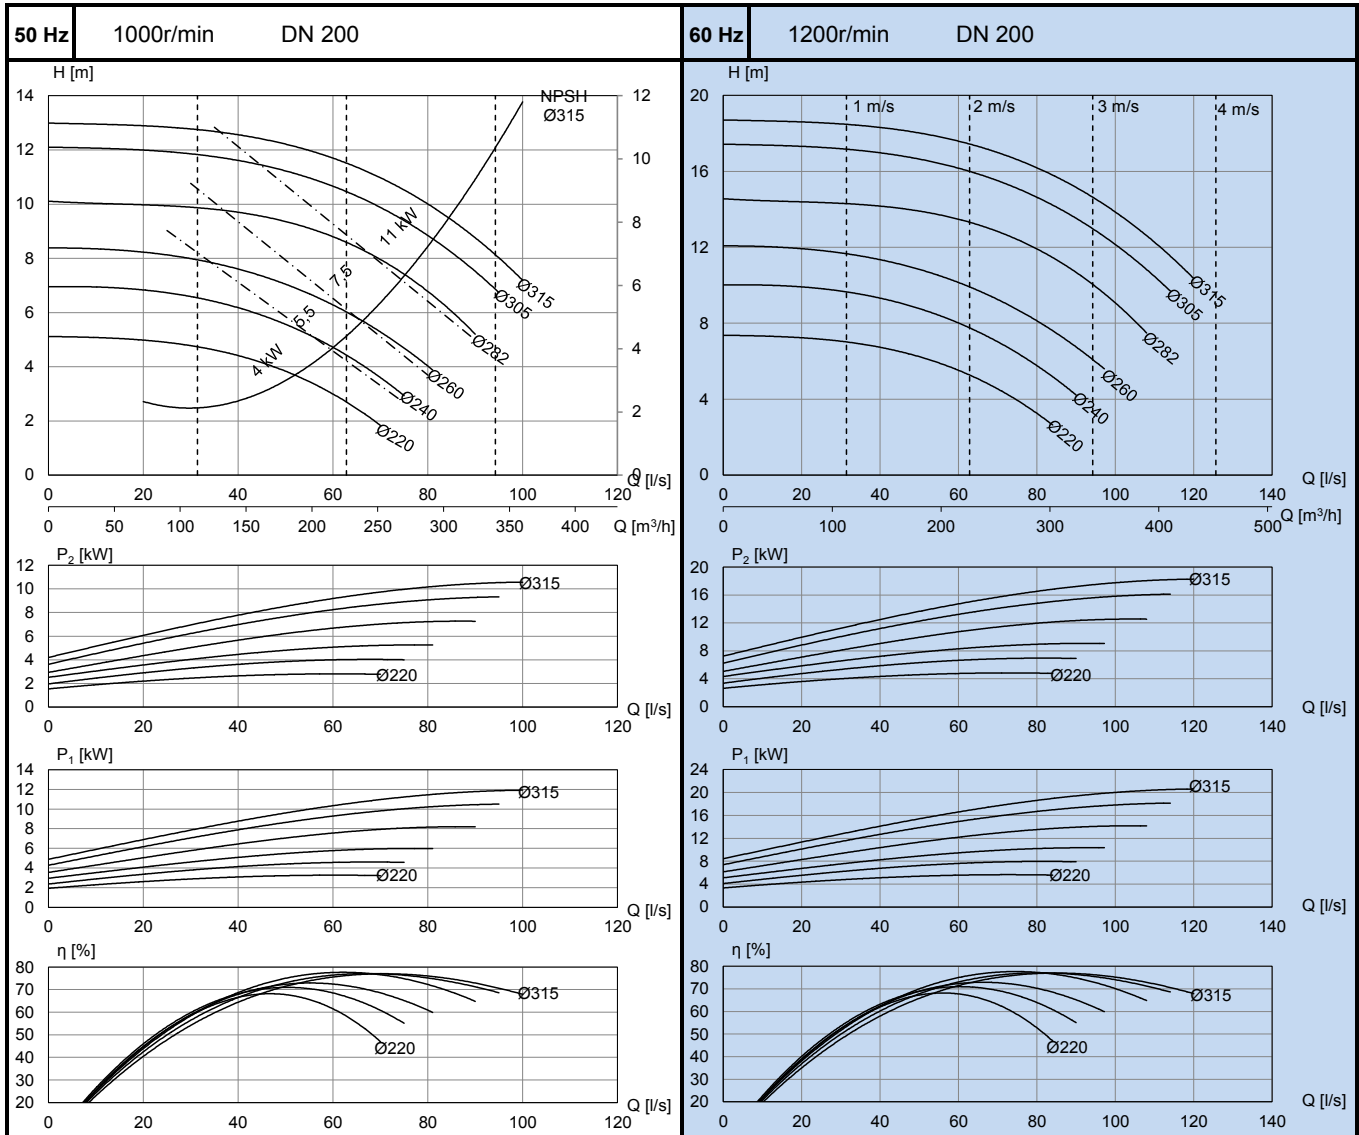 50 Hz 1000r/min DN 200
H [m]
14
12
10
8
6
4
2
0
NPSH
Ø315
12
10
8
6
4
2
0
11 kW
7,5
5,5
4 kW
Ø315
Ø305
Ø282
Ø260
Ø240
Ø220
Q [l/s]
0 20 40 60 80 100 120
0 50 100 150 200 250 300 350 400 Q [m³/h]
P₂ [kW]
12
10
8
6
4
2
0
Ø315
Ø220
Q [l/s]
0 20 40 60 80 100 120
P₁ [kW]
14
12
10
8
6
4
2
0
Ø315
Ø220
Q [l/s]
0 20 40 60 80 100 120
η [%]
80
70
60
50
40
30
20
Ø315
Ø220
Q [l/s]
0 20 40 60 80 100 120
60 Hz 1200r/min DN 200
H [m]
20
16
12
8
4
0
1 m/s 2 m/s 3 m/s 4 m/s
Ø315
Ø305
Ø282
Ø260
Ø240
Ø220
Q [l/s]
0 20 40 60 80 100 120 140
0 100 200 300 400 500 Q [m³/h]
P₂ [kW]
20
16
12
8
4
0
Ø315
Ø220
Q [l/s]
0 20 40 60 80 100 120 140
P₁ [kW]
24
20
16
12
8
4
0
Ø315
Ø220
Q [l/s]
0 20 40 60 80 100 120 140
η [%]
80
70
60
50
40
30
20
Ø315
Ø220
Q [l/s]
0 20 40 60 80 100 120 140